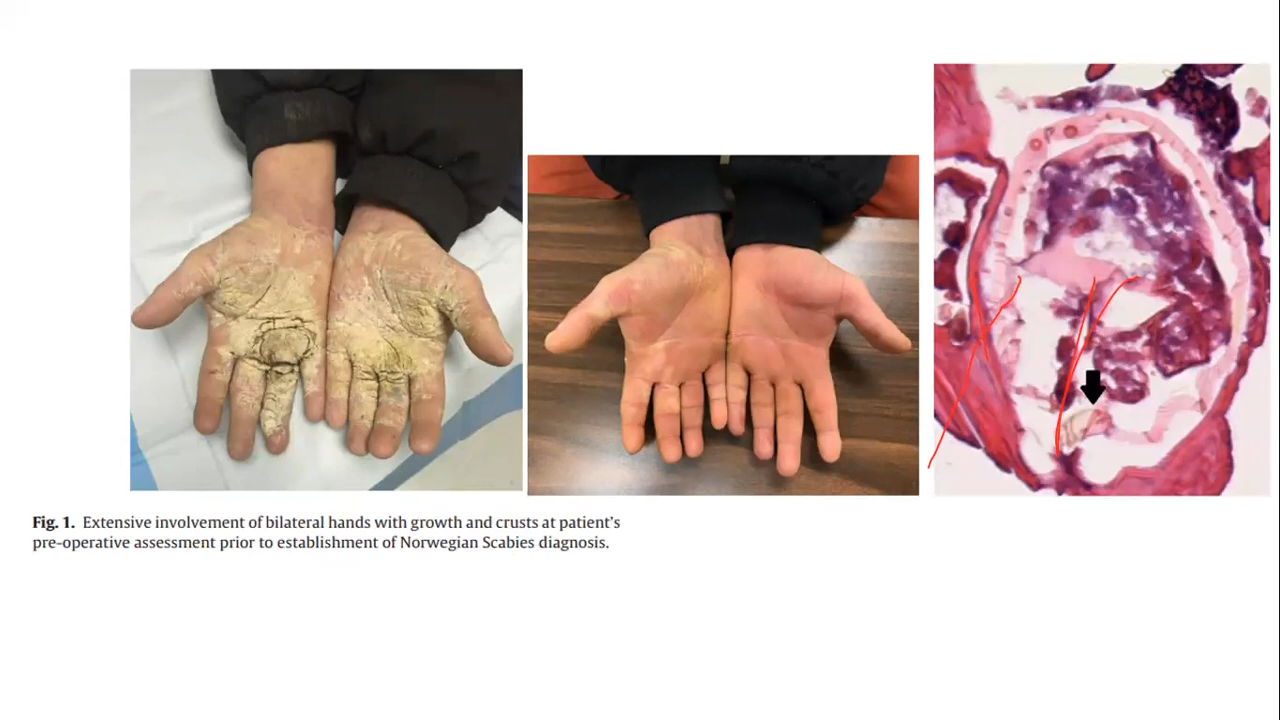 Fig. 1. Extensive involvement of bilateral hands with growth and crusts at patient's
pre-operative assessment prior to establishment of Norwegian Scabies diagnosis.